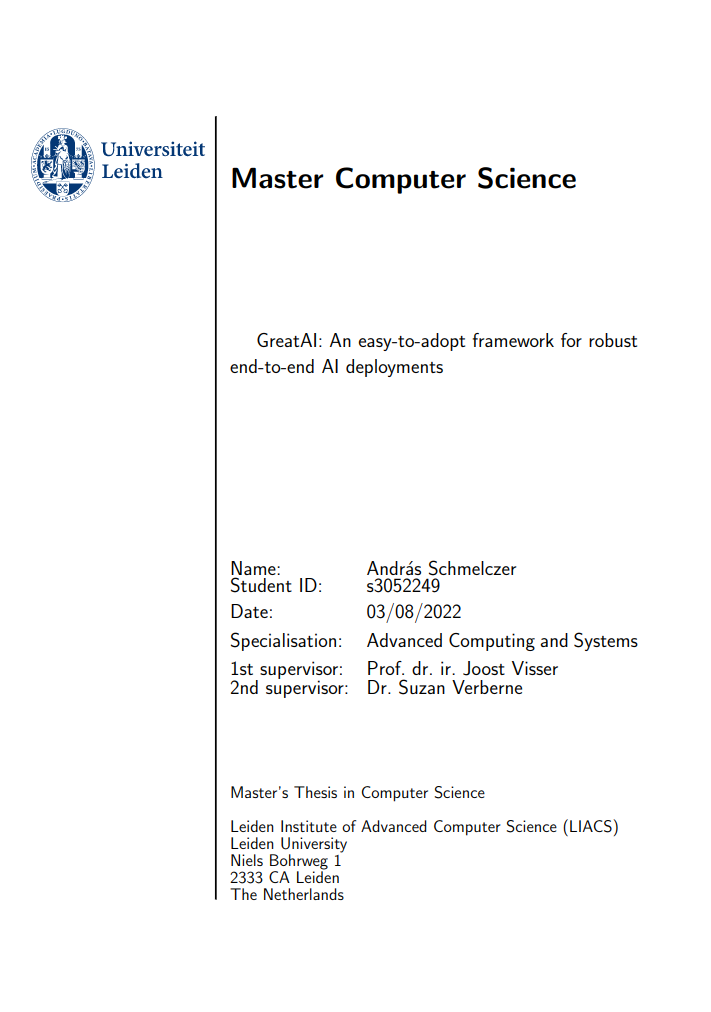 Universiteit
Leiden
Master Computer Science
GreatAI: An easy-to-adopt framework for robust
end-to-end AI deployments
Name: András Schmelczer
Student ID: s3052249
Date: 03/08/2022
Specialisation: Advanced Computing and Systems
1st supervisor: Prof. dr. ir. Joost Visser
2nd supervisor: Dr. Suzan Verberne
Master's Thesis in Computer Science
Leiden Institute of Advanced Computer Science (LIACS)
Leiden University
Niels Bohrweg 1
2333 CA Leiden
The Netherlands